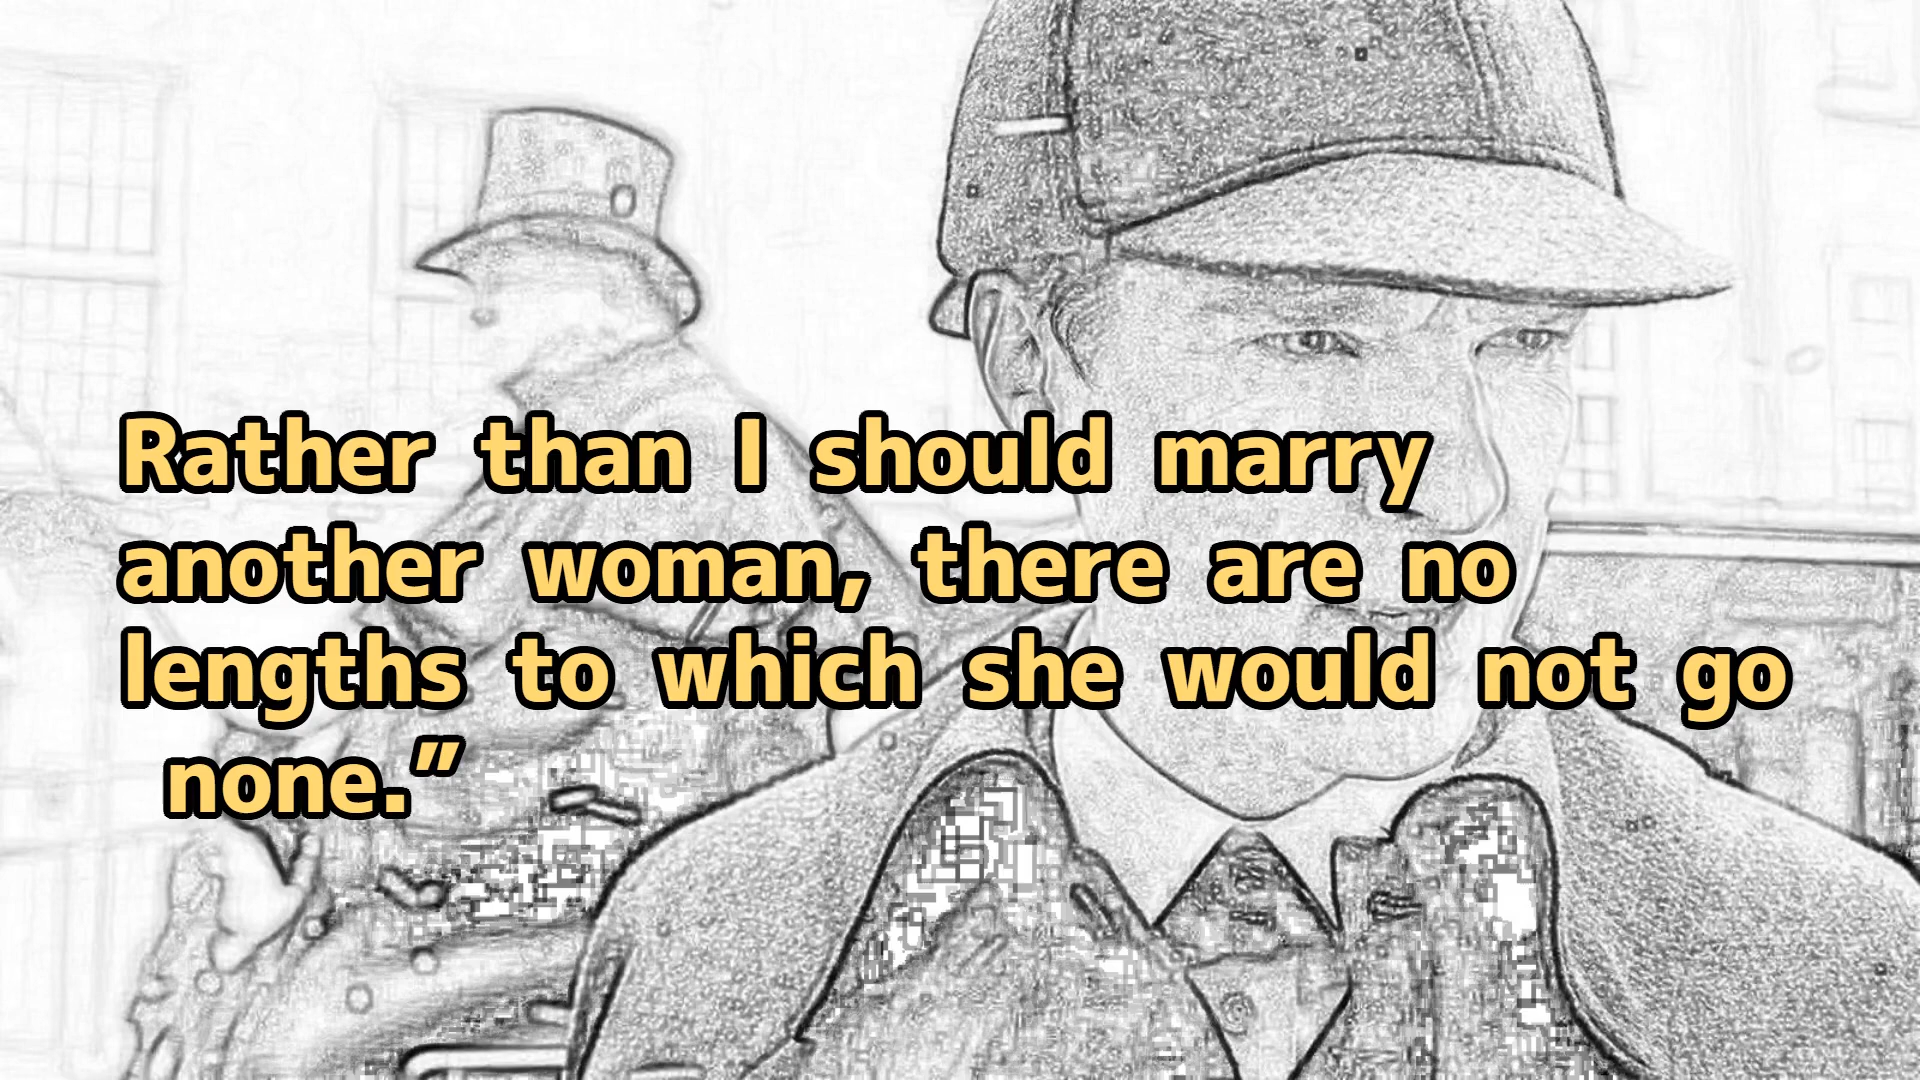 Rather than I should marry
another woman, there are no
lengths to which she would not go
none.”